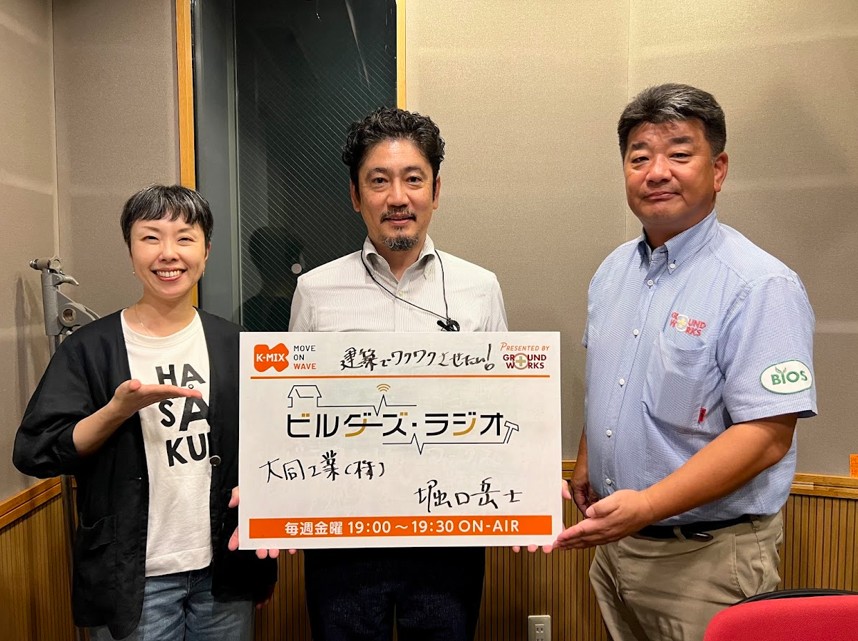 K-MIX
MOVE
ON
WAVE
建築でワクワクさせたい!
PRESENTED BY
GROUND
WORKS
ビルダーズ・ラジオ
大同工業(株)
堀口岳士
毎週金曜 19:00〜19:30 ON-AIR
HA
SA
KU
GROUND
WORKS
BIOS